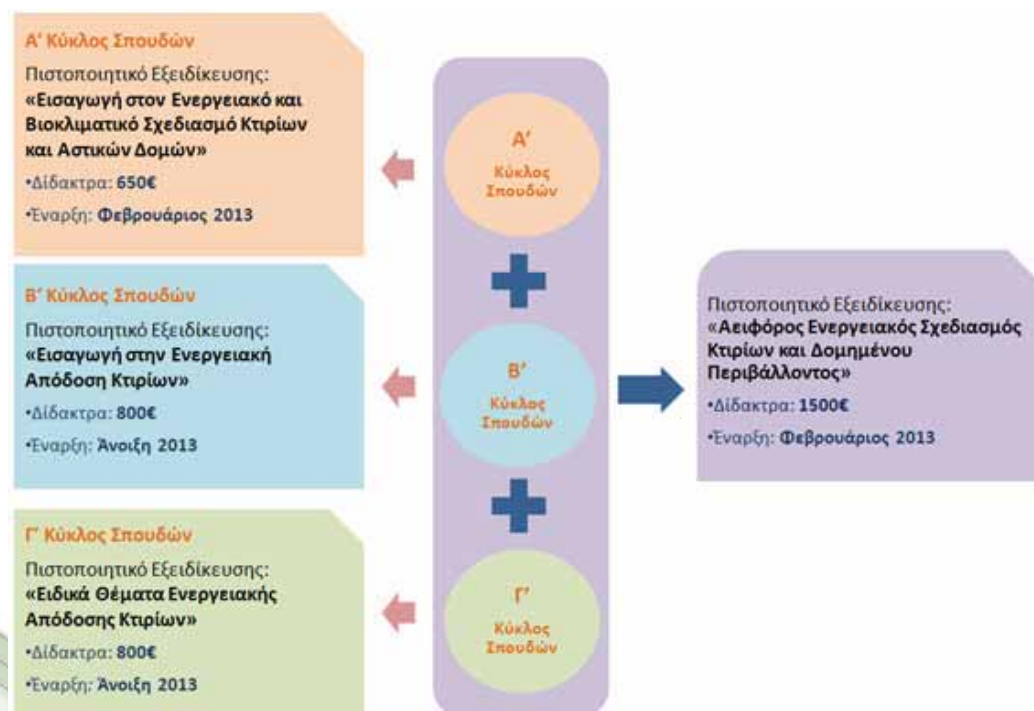 Α' Κύκλος Σπουδών
Πιστοποιητικό Εξειδίκευσης:
«Εισαγωγή στον Ενεργειακό και
Βιοκλιματικό Σχεδιασμό Κτιρίων
και Αστικών Δομών»
•Δίδακτρα: 650€
•Έναρξη: Φεβρουάριος 2013
Β' Κύκλος Σπουδών
Πιστοποιητικό Εξειδίκευσης:
«Εισαγωγή στην Ενεργειακή
Απόδοση Κτιρίων»
•Δίδακτρα: 800€
•Έναρξη: Άνοιξη 2013
Γ' Κύκλος Σπουδών
Πιστοποιητικό Εξειδίκευσης:
«Ειδικά Θέματα Ενεργειακής
Απόδοσης Κτιρίων»
•Δίδακτρα: 800€
•Έναρξη: Άνοιξη 2013
Α'
Κύκλος
Σπουδών
Β'
Κύκλος
Σπουδών
Γ'
Κύκλος
Σπουδών
Πιστοποιητικό Εξειδίκευσης:
«Αειφόρος Ενεργειακός Σχεδιασμός
Κτιρίων και Δομημένου
Περιβάλλοντος»
•Δίδακτρα: 1500€
•Έναρξη: Φεβρουάριος 2013